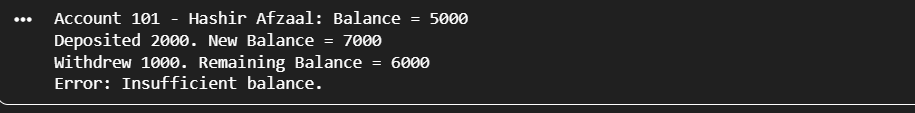 Account 101 - Hashir Afzaal: Balance = 5000
Deposited 2000. New Balance = 7000
Withdrew 1000. Remaining Balance = 6000
Error: Insufficient balance.